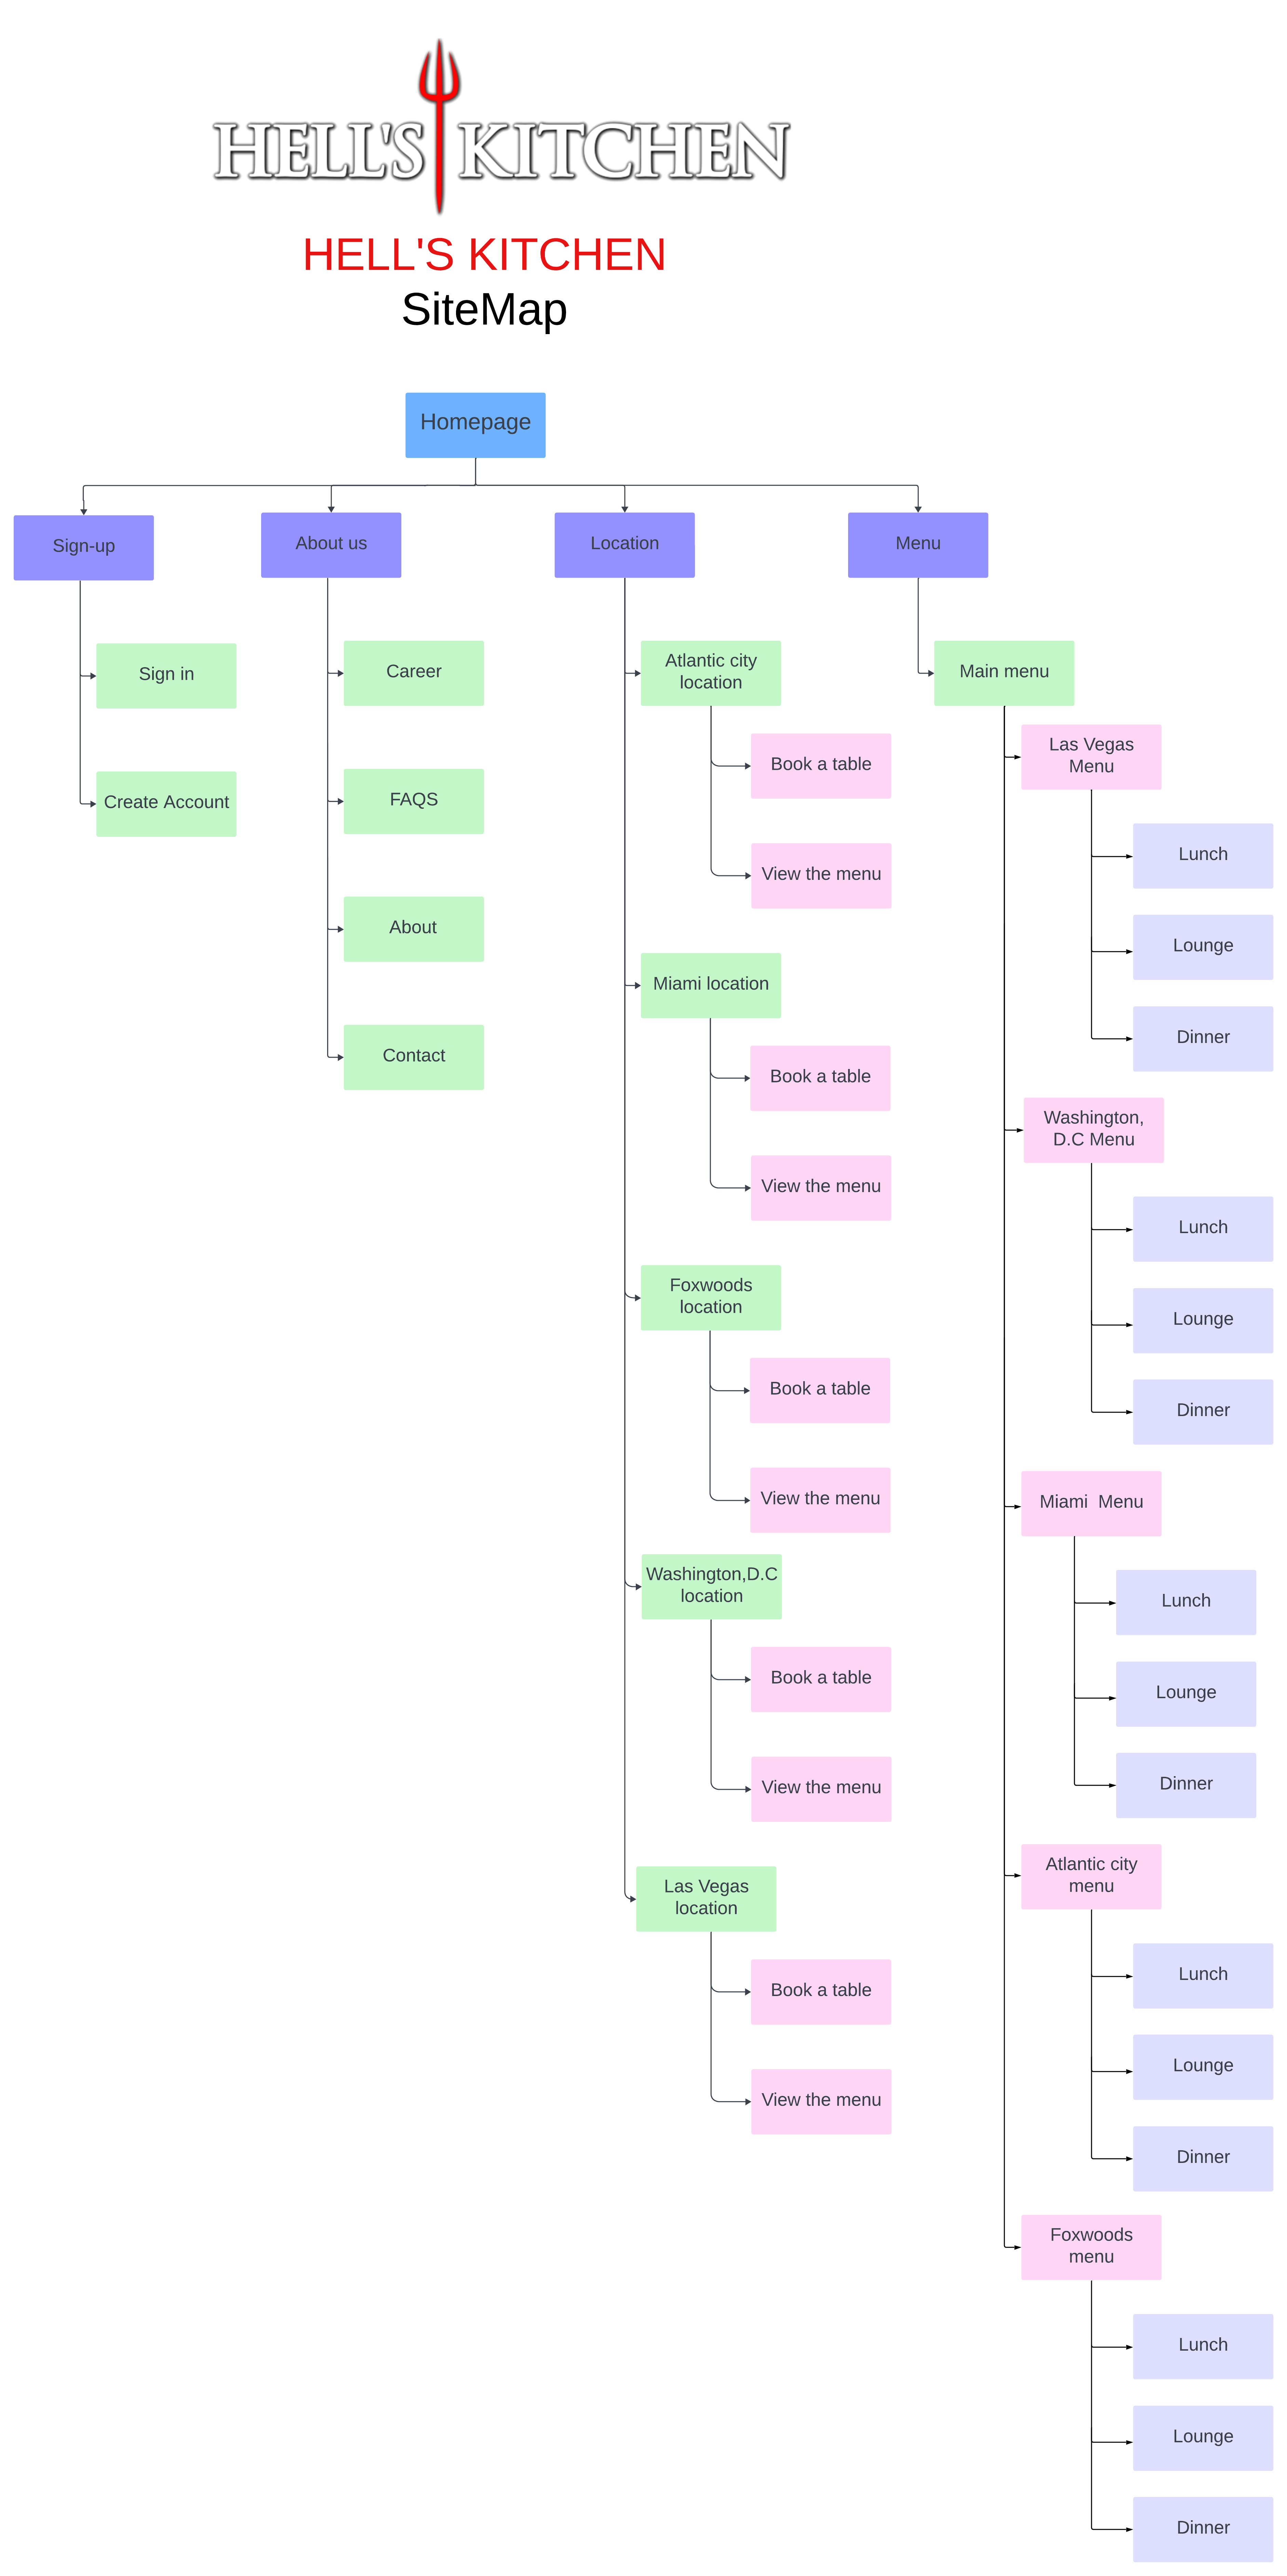 HELL'S KITCHEN
HELL'S KITCHEN
SiteMap
Homepage
Sign-up
About us
Location
Menu
Sign in
Create Account
Career
FAQS
About
Contact
Atlantic city
location
Book a table
View the menu
Miami location
Book a table
View the menu
Foxwoods
location
Book a table
View the menu
Washington,D.C
location
Book a table
View the menu
Las Vegas
location
Book a table
View the menu
Main menu
Las Vegas
Menu
Lunch
Lounge
Dinner
Washington,
D.C Menu
Lunch
Lounge
Dinner
Miami  Menu
Lunch
Lounge
Dinner
Atlantic city
menu
Lunch
Lounge
Dinner
Foxwoods
menu
Lunch
Lounge
Dinner